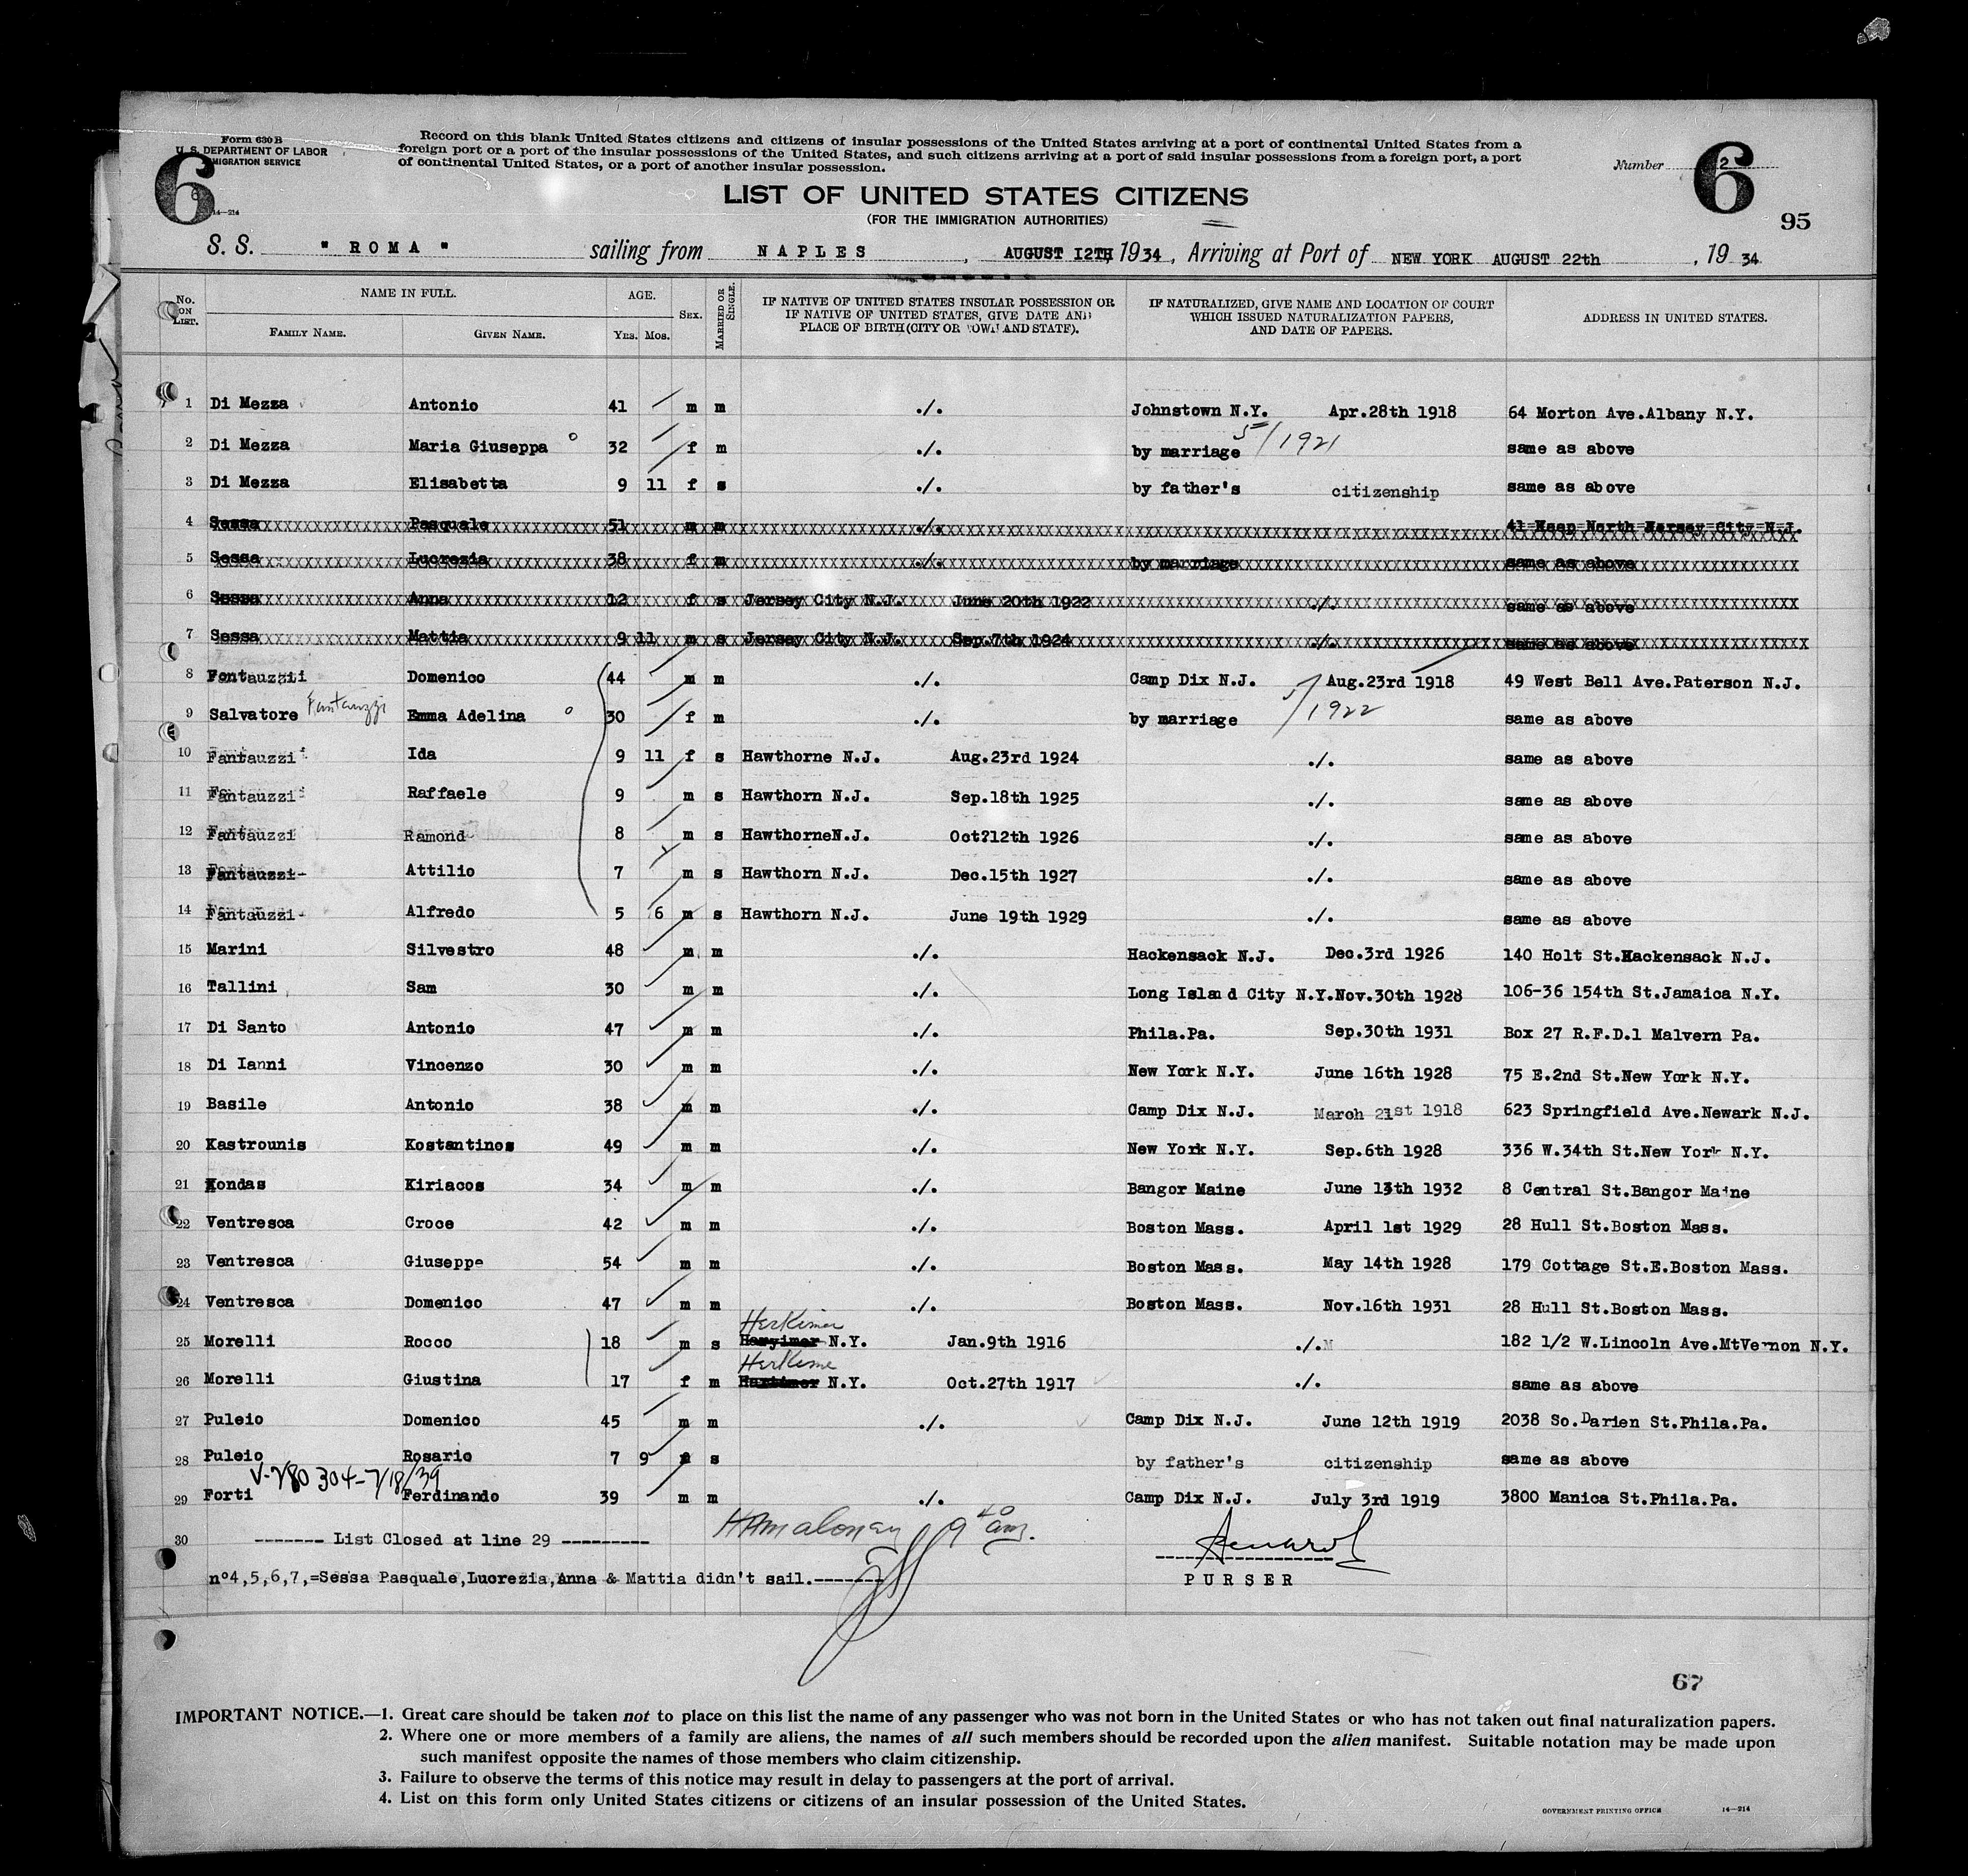 Form 630 B
U. S. DEPARTMENT OF LABOR
IMMIGRATION SERVICE
14—214
6
Record on this blank United States citizens and citizens of insular possessions of the United States arriving at a port of continental United States from a
foreign port or a port of the insular possessions of the United States, and such citizens arriving at a port of said insular possessions from a foreign port, a port
of continental United States, or a port of another insular possession.
Number 2
6
95
LIST OF UNITED STATES CITIZENS
(FOR THE IMMIGRATION AUTHORITIES)
S. S. " ROMA " sailing from NAPLES, AUGUST I2TH, 1934, Arriving at Port of NEW YORK AUGUST 22th, 19 34
No. ON LIST. NAME IN FULL. FAMILY NAME. GIVEN NAME. AGE. YRS. MOS. SEX. MARRIED OR SINGLE. IF NATIVE OF UNITED STATES INSULAR POSSESSION OR IF NATIVE OF UNITED STATES, GIVE DATE AND PLACE OF BIRTH (CITY OR TOWN AND STATE). IF NATURALIZED, GIVE NAME AND LOCATION OF COURT WHICH ISSUED NATURALIZATION PAPERS, AND DATE OF PAPERS. ADDRESS IN UNITED STATES.
1 Di Mezza Antonio 41 m m ./. Johnstown N.Y. Apr.28th 1918 64 Morton Ave.Albany N.Y.
2 Di Mezza Maria Giuseppa 32 f m ./. by marriage 5/1921 same as above
3 Di Mezza Elisabetta 9 11 f s ./. by father's citizenship same as above
4 Sessa Pasquale 51 m m ./. 41 North Jersey City N.J.
5 Sessa Lucrezia 38 f m ./. by marriage same as above
6 Sessa Anna 12 f s Jersey City N.J. June 20th 1922 ./. same as above
7 Sessa Mattia 9 11 m s Jersey City N.J. Sep.7th 1924 ./. same as above
8 Fontauzzii Domenico 44 m m ./. Camp Dix N.J. Aug.23rd 1918 49 West Bell Ave.Paterson N.J.
9 Salvatore Fantauzzi Emma Adelina 30 f m ./. by marriage 5/1922 same as above
10 Fantauzzi Ida 9 11 f s Hawthorne N.J. Aug.23rd 1924 ./. same as above
11 Fantauzzi Raffaele 9 m s Hawthorn N.J. Sep.18th 1925 ./. same as above
12 Fantauzzi Ramond 8 m s HawthorneN.J. Oct?12th 1926 ./. same as above
13 Fantauzzi Attilio 7 m s Hawthorn N.J. Dec.15th 1927 ./. same as above
14 Fantauzzi Alfredo 5 6 m s Hawthorn N.J. June 19th 1929 ./. same as above
15 Marini Silvestro 48 m m ./. Hackensack N.J. Dec.3rd 1926 140 Holt St.Hackensack N.J.
16 Tallini Sam 30 m m ./. Long Island City N.Y.Nov.30th 1928 106-36 154th St.Jamaica N.Y.
17 Di Santo Antonio 47 m m ./. Phila.Pa. Sep.30th 1931 Box 27 R.F.D.1 Malvern Pa.
18 Di Ianni Vincenzo 30 m m ./. New York N.Y. June 16th 1928 75 E.2nd St.New York N.Y.
19 Basile Antonio 38 m m ./. Camp Dix N.J. March 21st 1918 623 Springfield Ave.Newark N.J.
20 Kastrounis Kostantinos 49 m m ./. New York N.Y. Sep.6th 1928 336 W.34th St.New York N.Y.
21 Kondas Kiriacos 34 m m ./. Bangor Maine June 13th 1932 8 Central St.Bangor Maine
22 Ventresca Croce 42 m m ./. Boston Mass. April 1st 1929 28 Hull St.Boston Mass.
23 Ventresca Giuseppe 54 m m ./. Boston Mass. May 14th 1928 179 Cottage St.E.Boston Mass.
24 Ventresca Domenico 47 m m ./. Boston Mass. Nov.16th 1931 28 Hull St.Boston Mass.
Herkimer
25 Morelli Rocco 18 m s N.Y. Jan.9th 1916 ./. 182 1/2 W.Lincoln Ave.MtVernon N.Y.
Herkime
26 Morelli Giustina 17 f m N.Y. Oct.27th 1917 ./. same as above
27 Puleio Domenico 45 m m ./. Camp Dix N.J. June 12th 1919 2038 So.Darien St.Phila.Pa.
28 Puleio Rosario 7 9 s by father's citizenship same as above
V-780304-7/18/39
29 Forti Ferdinando 39 m m ./. Camp Dix N.J. July 3rd 1919 3800 Manica St.Phila.Pa.
30 ------- List Closed at line 29 ---------
HAMaloney 9 40 am.
nº4,5,6,7,=Sessa Pasquale,Lucrezia,Anna & Mattia didn't sail.-------
PURSER
67
IMPORTANT NOTICE.—1. Great care should be taken not to place on this list the name of any passenger who was not born in the United States or who has not taken out final naturalization papers.
2. Where one or more members of a family are aliens, the names of all such members should be recorded upon the alien manifest. Suitable notation may be made upon
such manifest opposite the names of those members who claim citizenship.
3. Failure to observe the terms of this notice may result in delay to passengers at the port of arrival.
4. List on this form only United States citizens or citizens of an insular possession of the United States.
GOVERNMENT PRINTING OFFICE 14—214